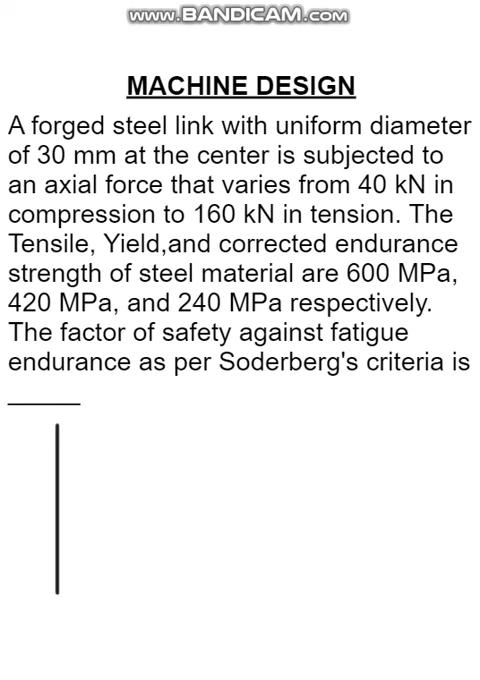 www.BANDICAM.com
MACHINE DESIGN
A forged steel link with uniform diameter
of 30 mm at the center is subjected to
an axial force that varies from 40 kN in
compression to 160 kN in tension. The
Tensile, Yield,and corrected endurance
strength of steel material are 600 MPa,
420 MPa, and 240 MPa respectively.
The factor of safety against fatigue
endurance as per Soderberg's criteria is
_____